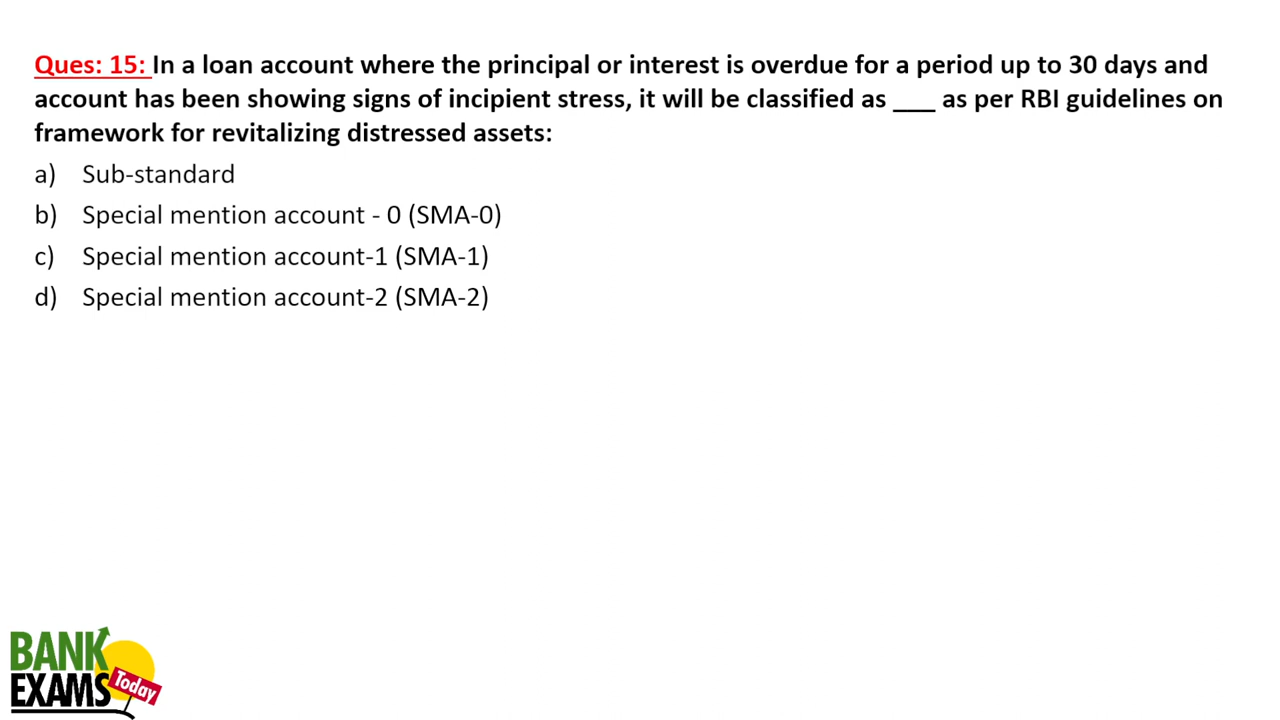 Ques: 15: In a loan account where the principal or interest is overdue for a period up to 30 days and
account has been showing signs of incipient stress, it will be classified as ___ as per RBI guidelines on
framework for revitalizing distressed assets:
a) Sub-standard
b) Special mention account - 0 (SMA-0)
c) Special mention account-1 (SMA-1)
d) Special mention account-2 (SMA-2)
BANK
EXAMS
Today